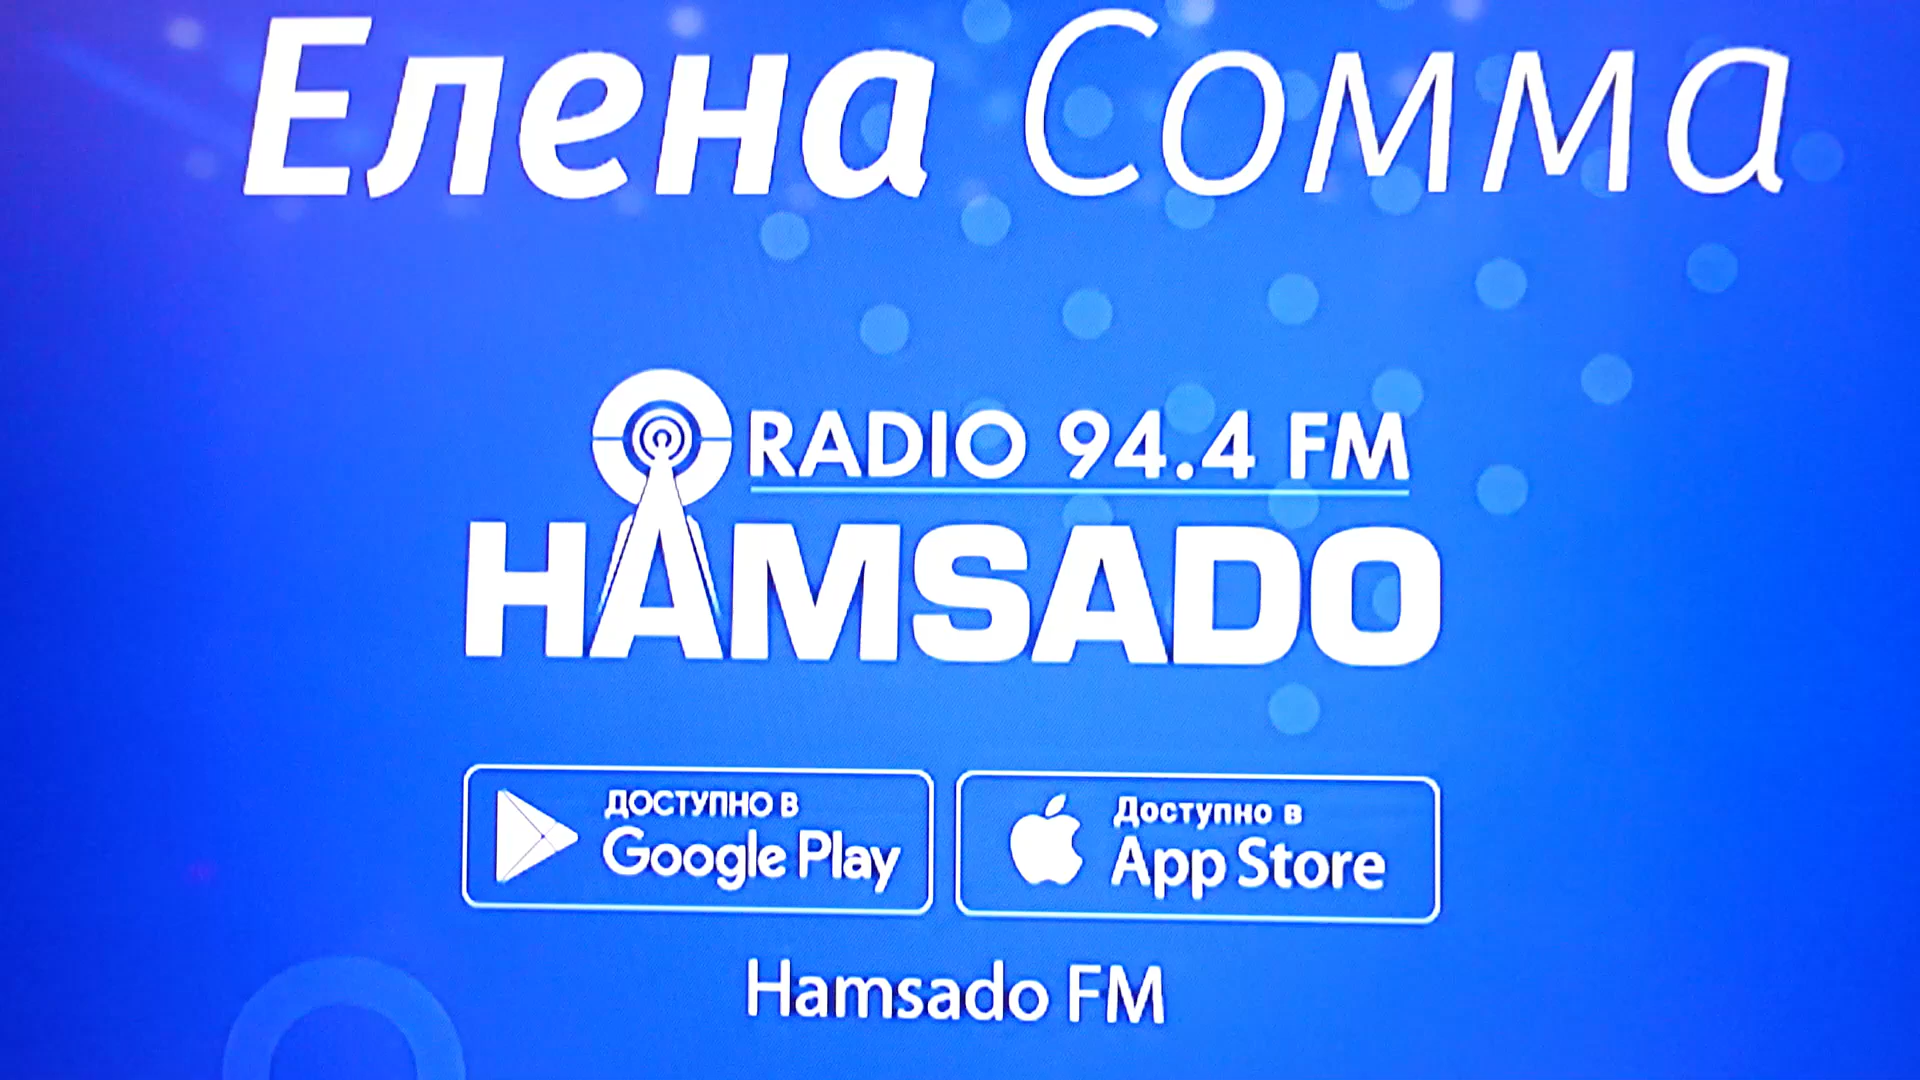 Елена Сомма
RADIO 94.4 FM
HAMSADO
ДОСТУПНО В
Google Play
Доступно в
App Store
Hamsado FM